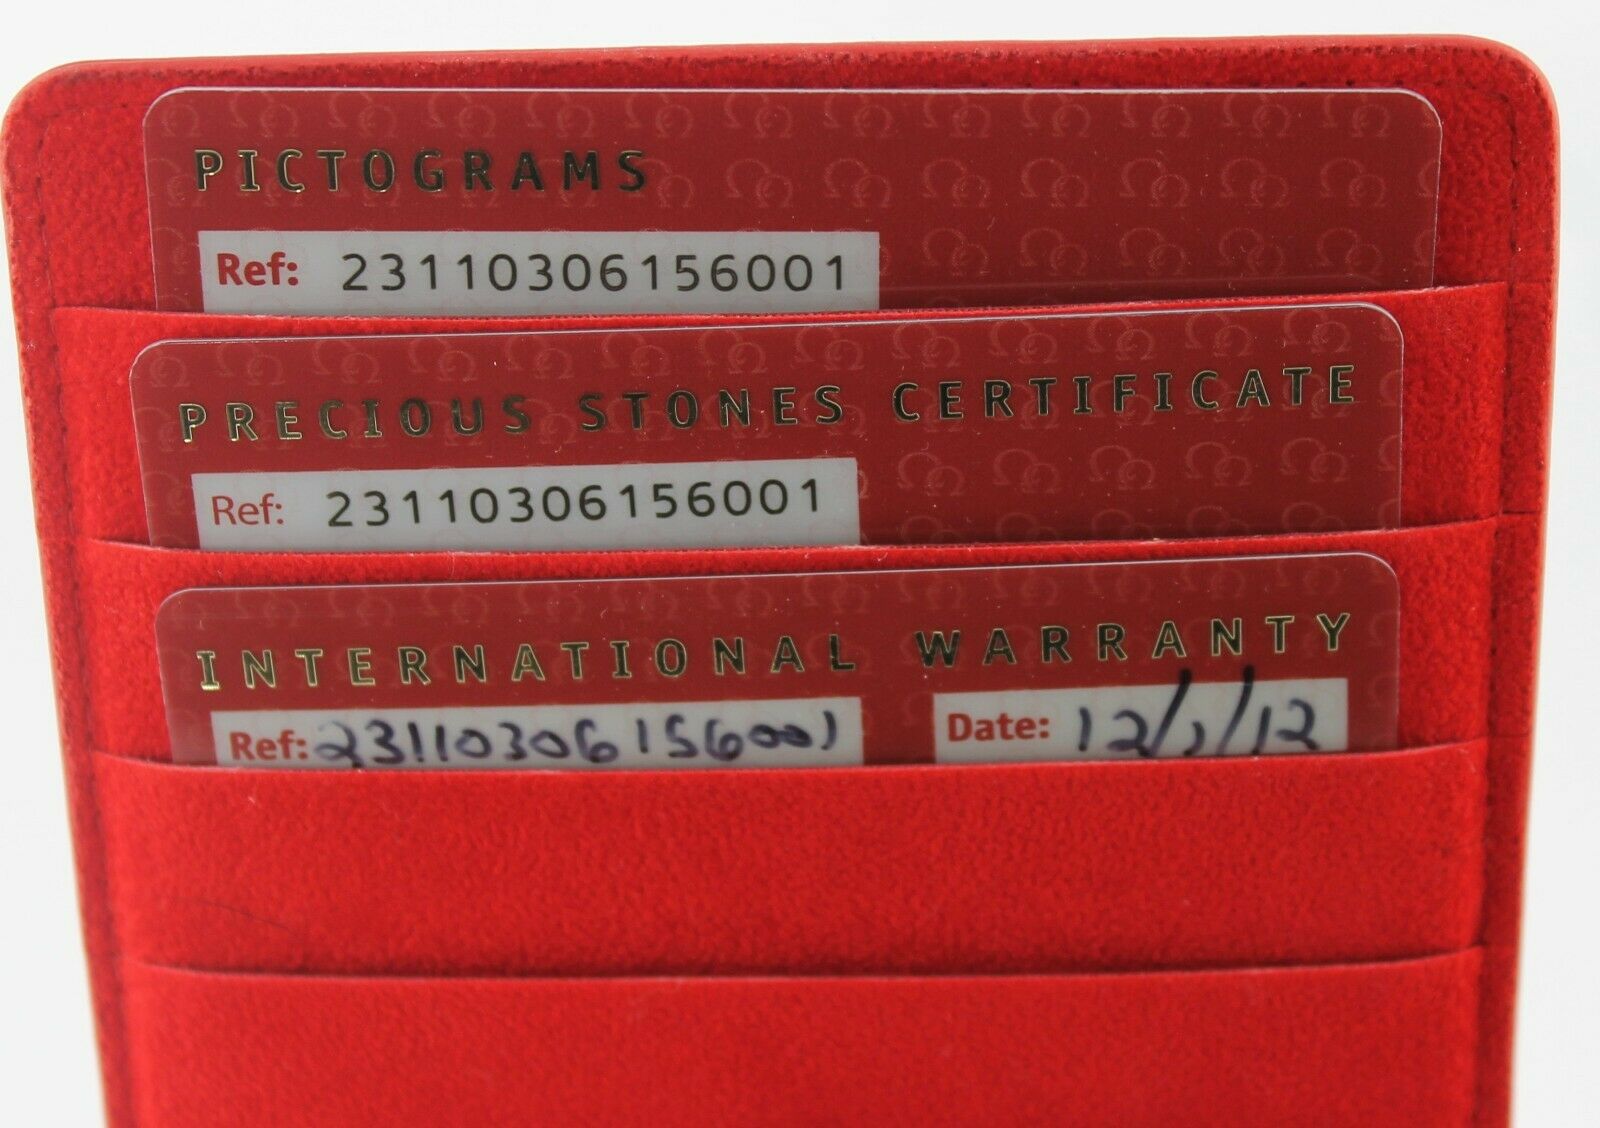 PICTOGRAMS
Ref: 23110306156001
PRECIOUS STONES CERTIFICATE
Ref: 23110306156001
INTERNATIONAL WARRANTY
Ref: 23110306156001 Date: 12/1/12